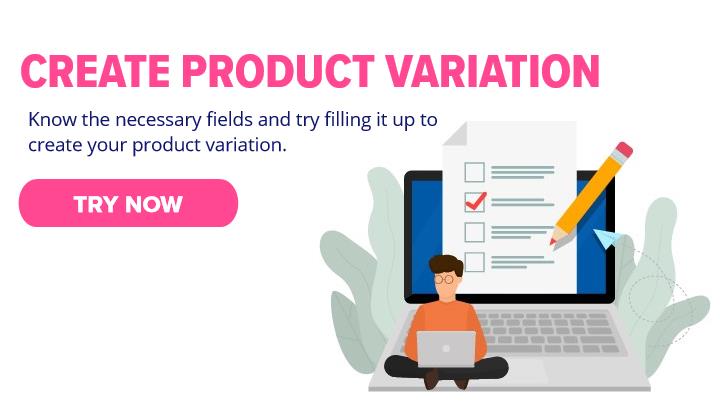 CREATE PRODUCT VARIATION
Know the necessary fields and try filling it up to
create your product variation.
TRY NOW